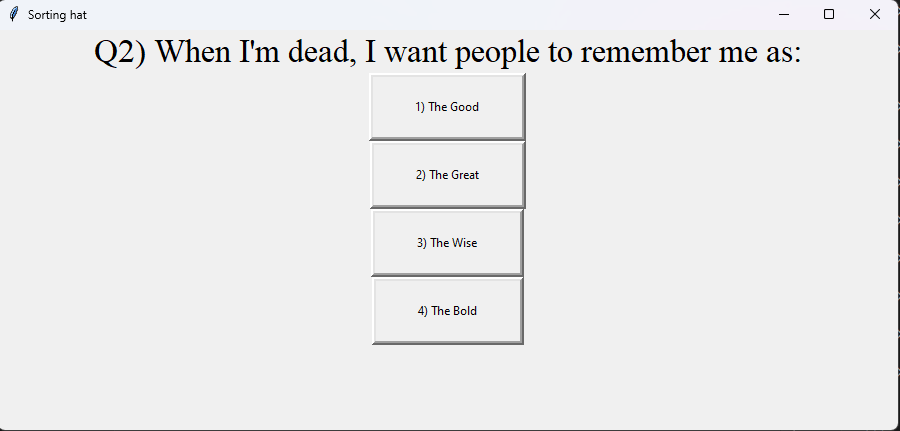 Sorting hat
Q2) When I'm dead, I want people to remember me as:
1) The Good
2) The Great
3) The Wise
4) The Bold